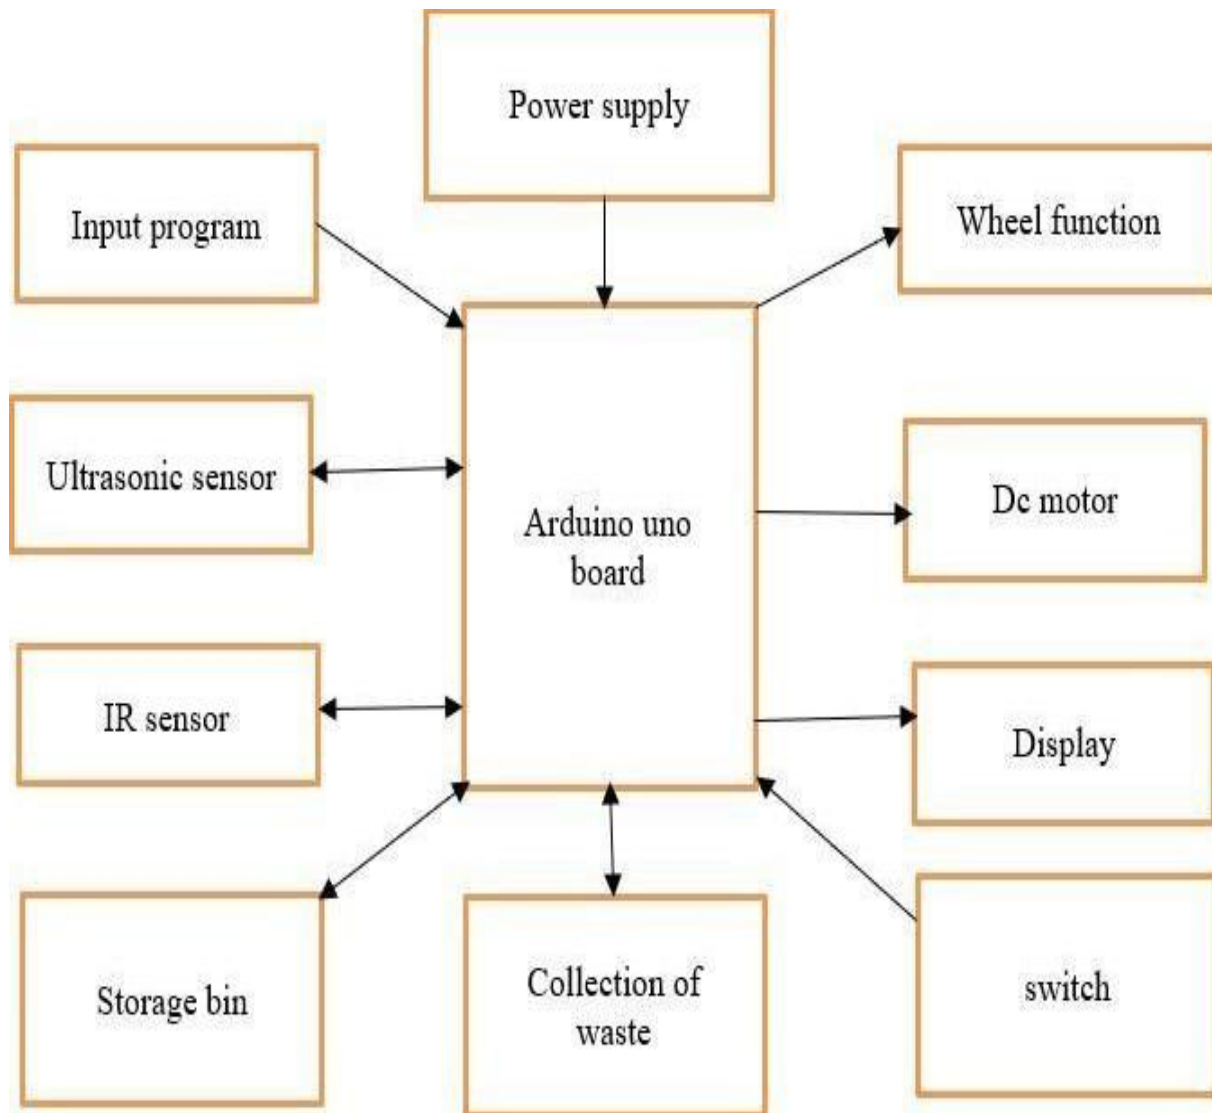 Power supply
Input program
Wheel function
Ultrasonic sensor
Arduino uno
board
Dc motor
IR sensor
Display
Storage bin
Collection of
waste
switch